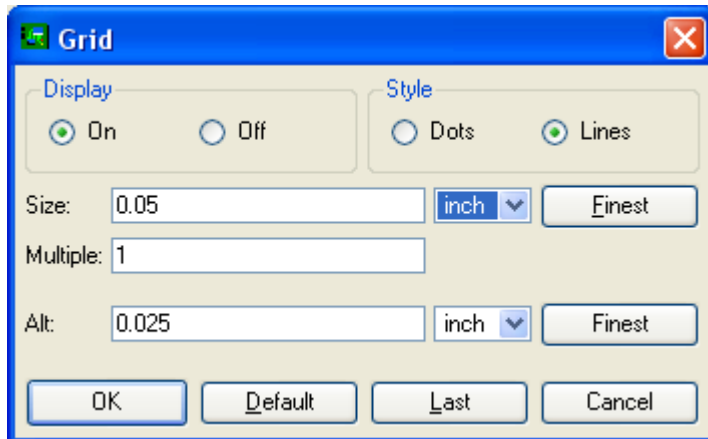 Grid
Display
Style
On Off Dots Lines
Size: 0.05 inch Finest
Multiple: 1
Alt: 0.025 inch Finest
OK Default Last Cancel